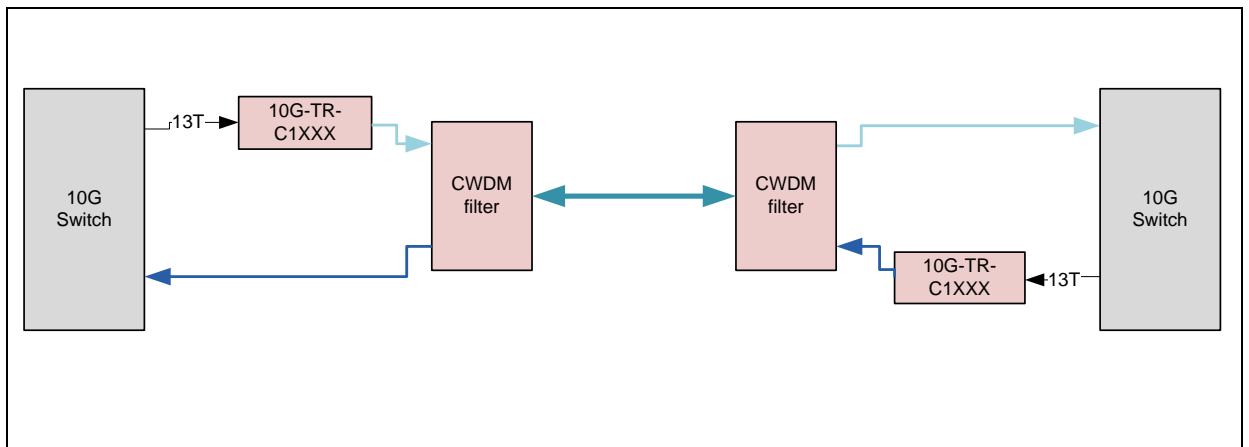 10G
Switch
13T
10G-TR-
C1XXX
CWDM
filter
CWDM
filter
10G-TR-
C1XXX
13T
10G
Switch